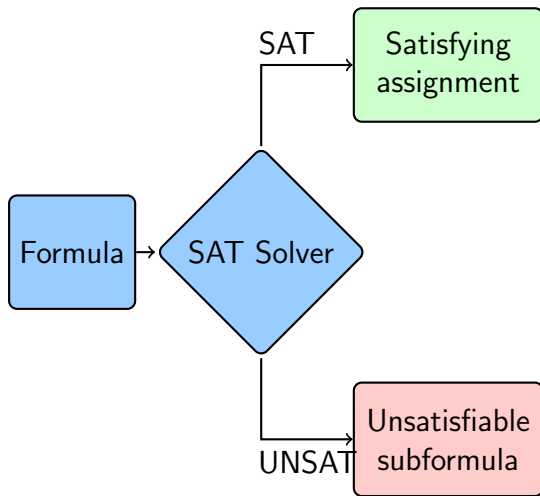 SAT
Satisfying
assignment
Formula
SAT Solver
UNSAT
Unsatisfiable
subformula